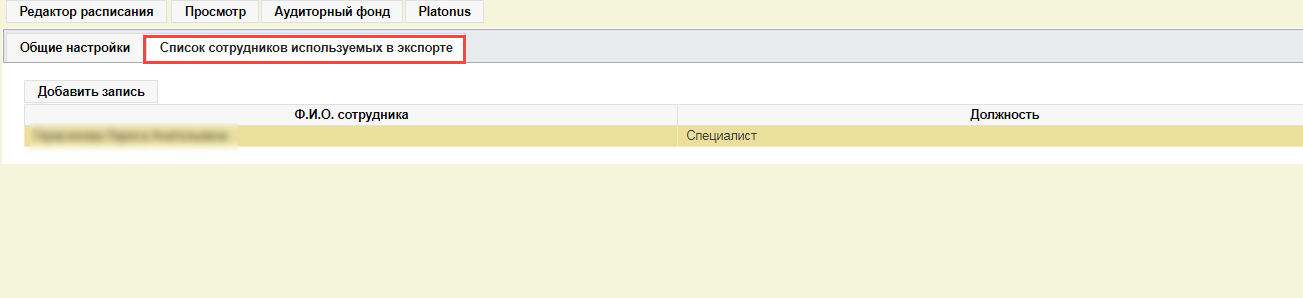 Редактор расписания Просмотр Аудиторный фонд Platonus
Общие настройки Список сотрудников используемых в экспорте
Добавить запись
Ф.И.О. сотрудника Должность
Специалист